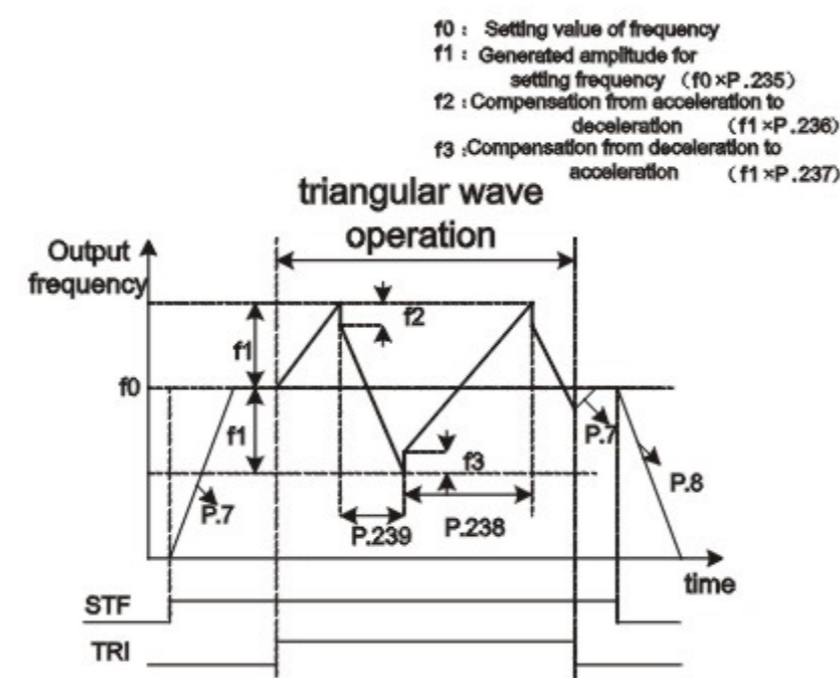 f0 : Setting value of frequency
f1 : Generated amplitude for
setting frequency (f0×P.235)
f2 :Compensation from acceleration to
deceleration (f1×P.236)
f3 :Compensation from deceleration to
acceleration (f1×P.237)
triangular wave
operation
Output
frequency
f2
f1
f0
f1
P.7
f3
P.8
P.7
P.239
P.238
time
STF
TRI